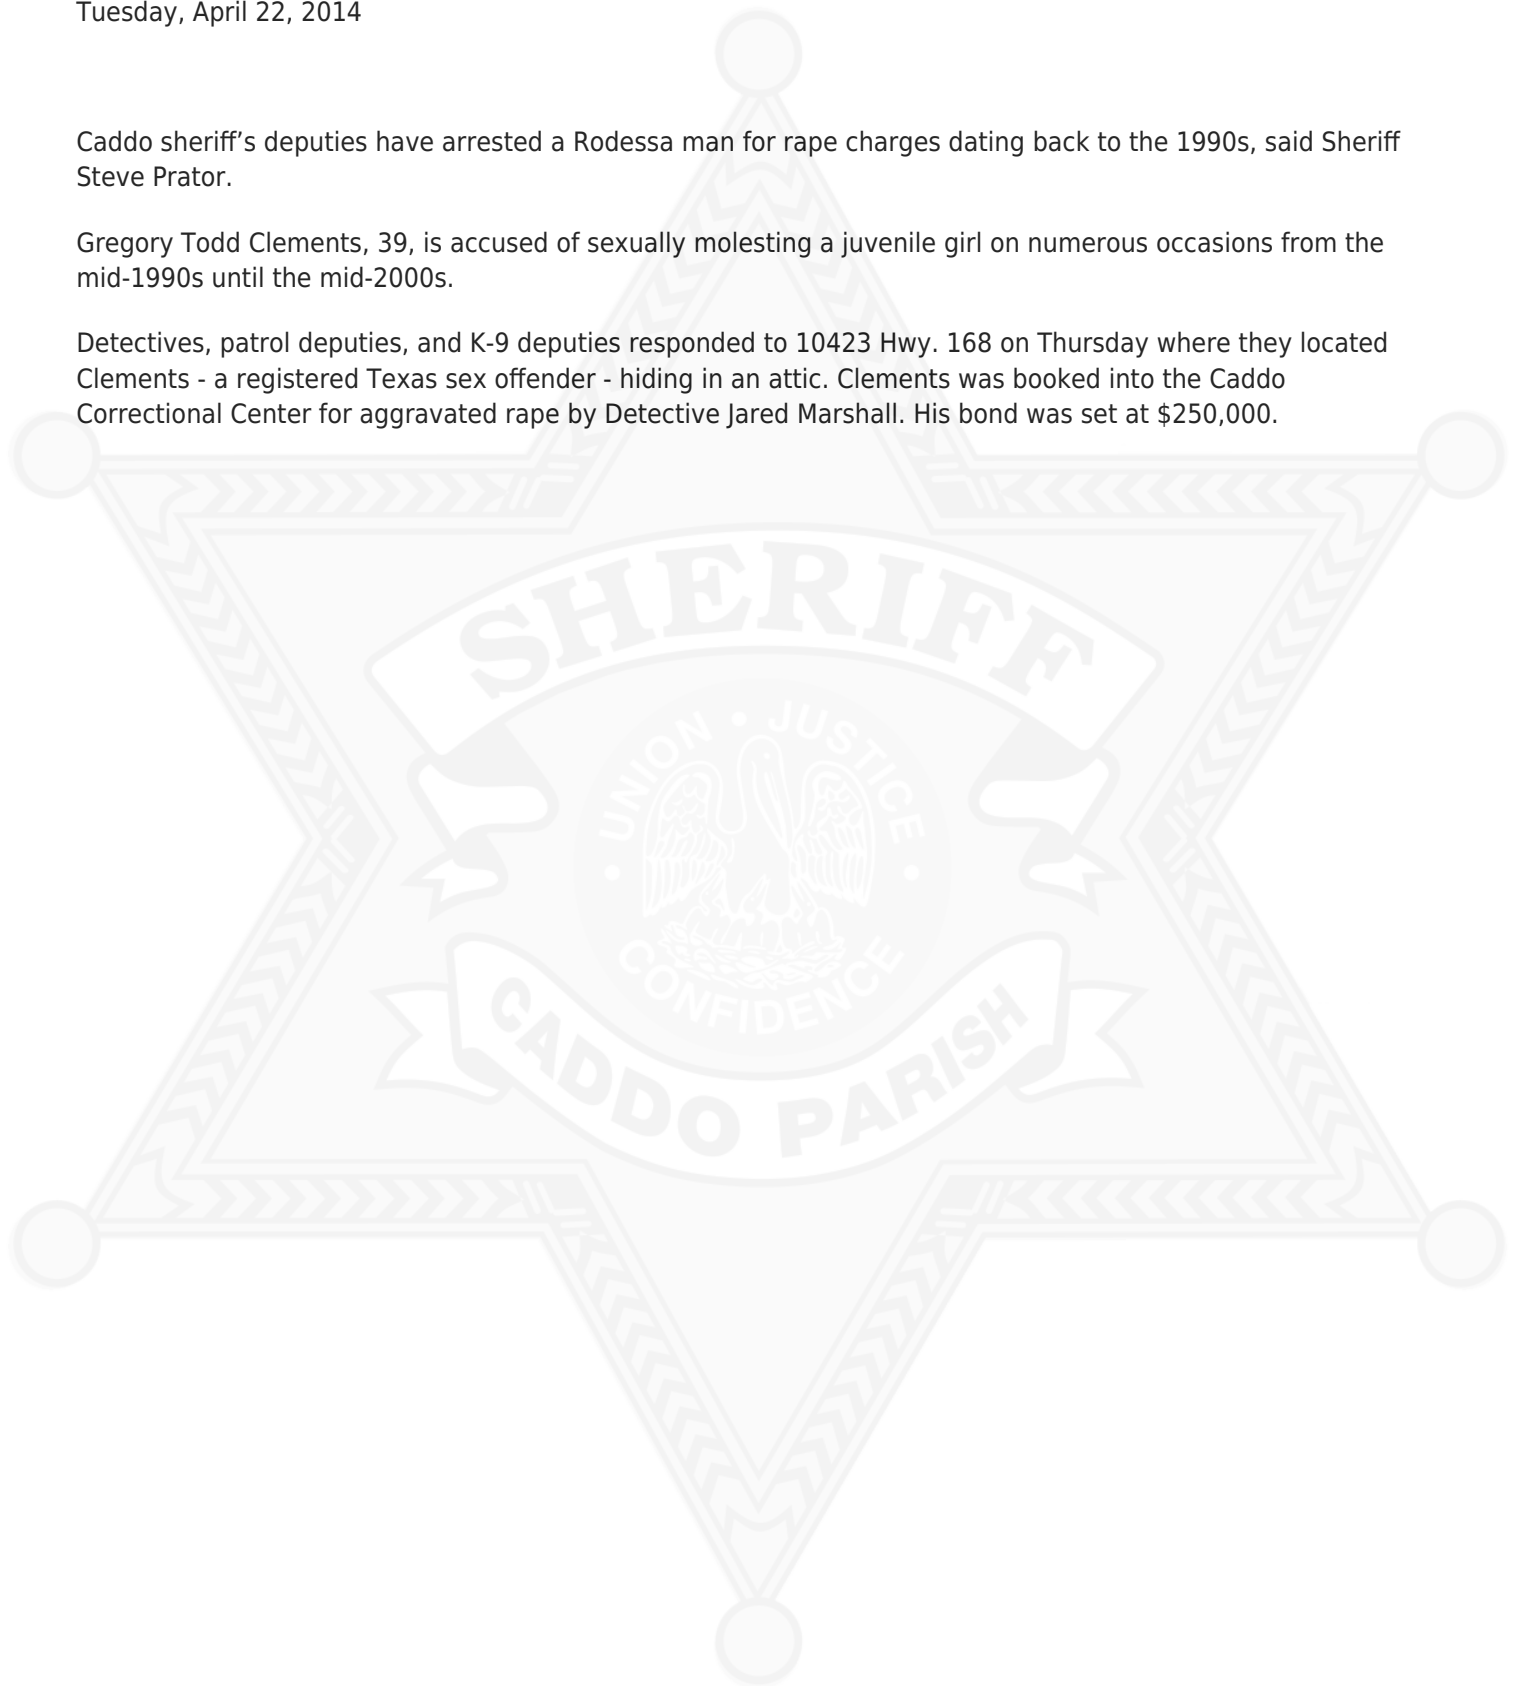 Tuesday, April 22, 2014
Caddo sheriff’s deputies have arrested a Rodessa man for rape charges dating back to the 1990s, said Sheriff
Steve Prator.
Gregory Todd Clements, 39, is accused of sexually molesting a juvenile girl on numerous occasions from the
mid-1990s until the mid-2000s.
Detectives, patrol deputies, and K-9 deputies responded to 10423 Hwy. 168 on Thursday where they located
Clements - a registered Texas sex offender - hiding in an attic. Clements was booked into the Caddo
Correctional Center for aggravated rape by Detective Jared Marshall. His bond was set at $250,000.
SHERIFF
UNION • JUSTICE
• CONFIDENCE •
CADDO PARISH